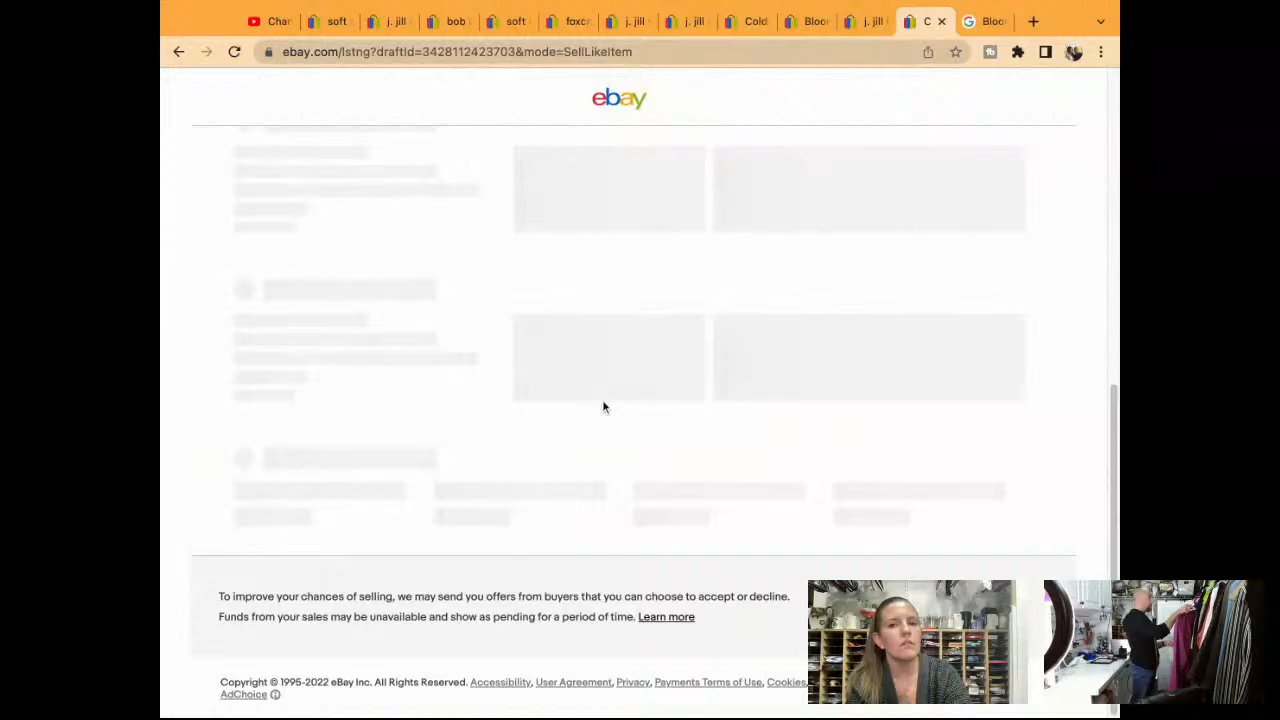 Chan soft j. jill bob soft foxcr j. jill j. jill Cold Bloo j. jill C Bloo
ebay.com/lstng?draftId=3428112423703&mode=SellLikeItem
ebay
To improve your chances of selling, we may send you offers from buyers that you can choose to accept or decline.
Funds from your sales may be unavailable and show as pending for a period of time. Learn more
Copyright © 1995-2022 eBay Inc. All Rights Reserved. Accessibility, User Agreement, Privacy, Payments Terms of Use, Cookies,
AdChoice